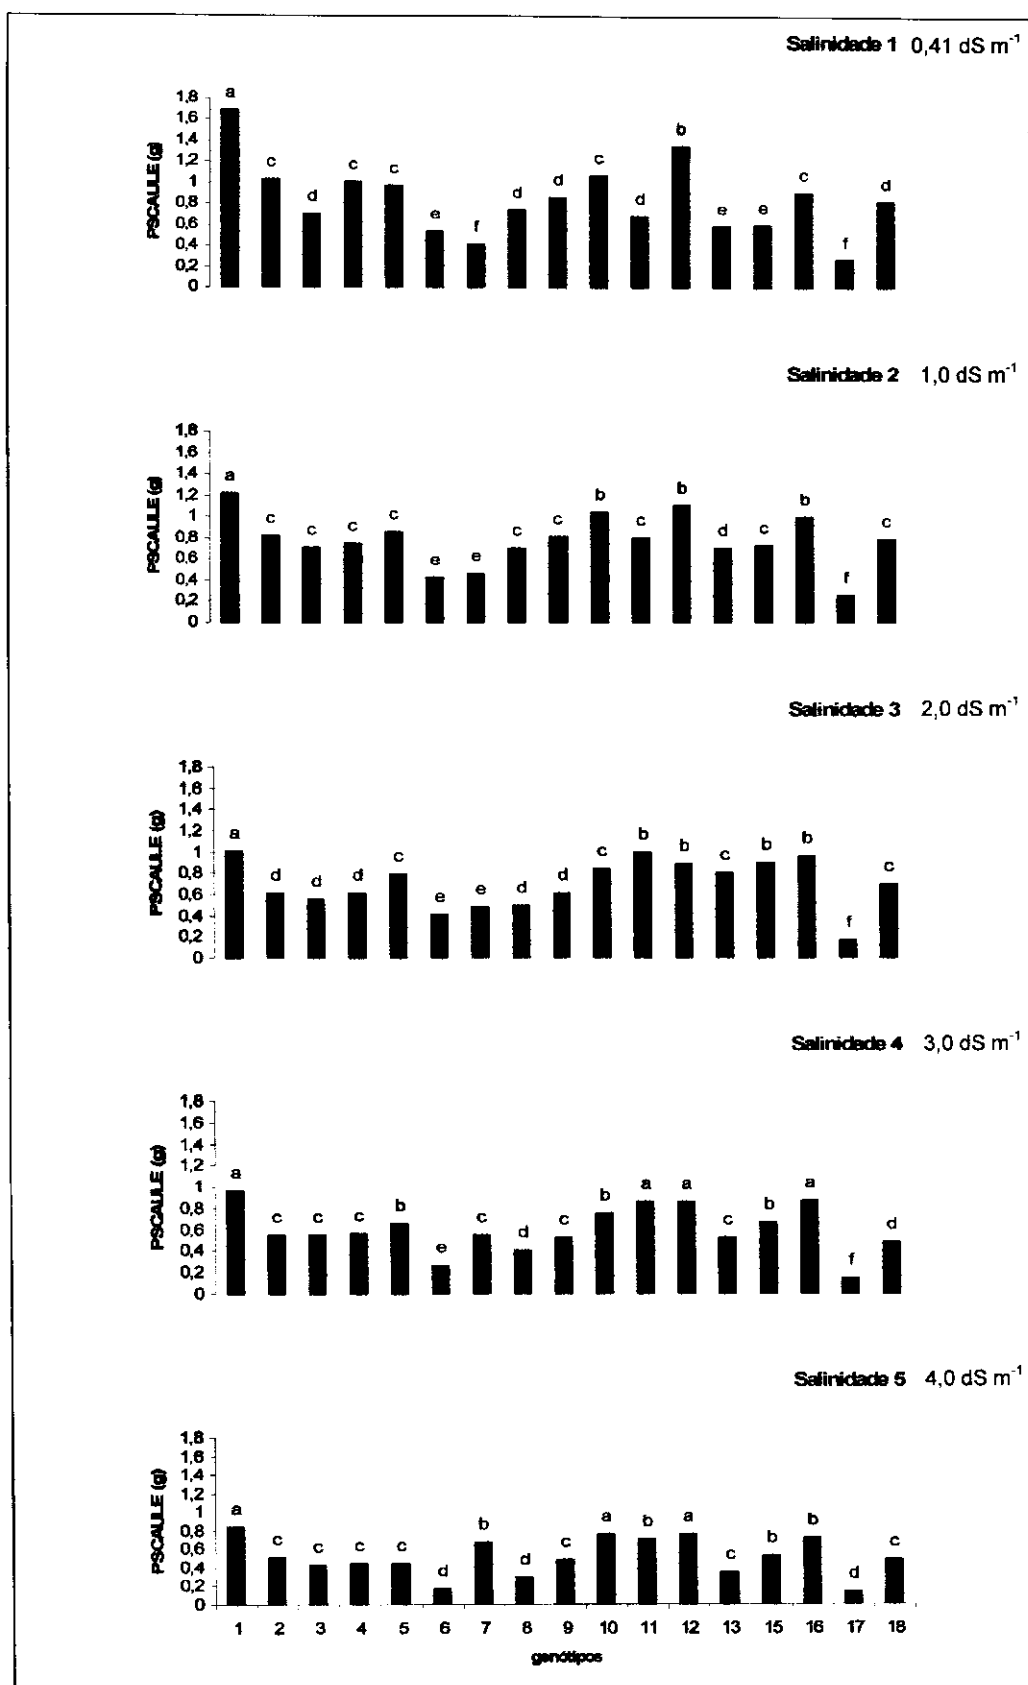 Salinidade 1 0,41 dS m⁻¹
PSCAULE (g)
1,8
1,6
1,4
1,2
1
0,8
0,6
0,4
0,2
0
a c d c c e f d d c d b e e c f d
Salinidade 2 1,0 dS m⁻¹
PSCAULE (g)
1,8
1,6
1,4
1,2
1
0,8
0,6
0,4
0,2
0
a c c c c e e c c b c b d c b f c
Salinidade 3 2,0 dS m⁻¹
PSCAULE (g)
1,8
1,6
1,4
1,2
1
0,8
0,6
0,4
0,2
0
a d d d c e e d d c b b c b b f c
Salinidade 4 3,0 dS m⁻¹
PSCAULE (g)
1,8
1,6
1,4
1,2
1
0,8
0,6
0,4
0,2
0
a c c c b e c d c b a a c b a f d
Salinidade 5 4,0 dS m⁻¹
PSCAULE (g)
1,8
1,6
1,4
1,2
1
0,8
0,6
0,4
0,2
0
a c c c c d b d c a b a c b b d c
1 2 3 4 5 6 7 8 9 10 11 12 13 15 16 17 18
genótipos